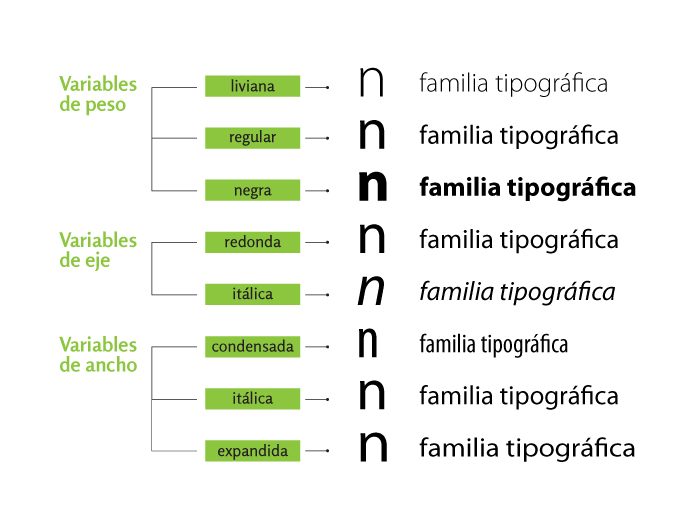 Variables
de peso
liviana n familia tipográfica
regular n familia tipográfica
negra n familia tipográfica
Variables
de eje
redonda n familia tipográfica
itálica n familia tipográfica
Variables
de ancho
condensada n familia tipográfica
itálica n familia tipográfica
expandida n familia tipográfica